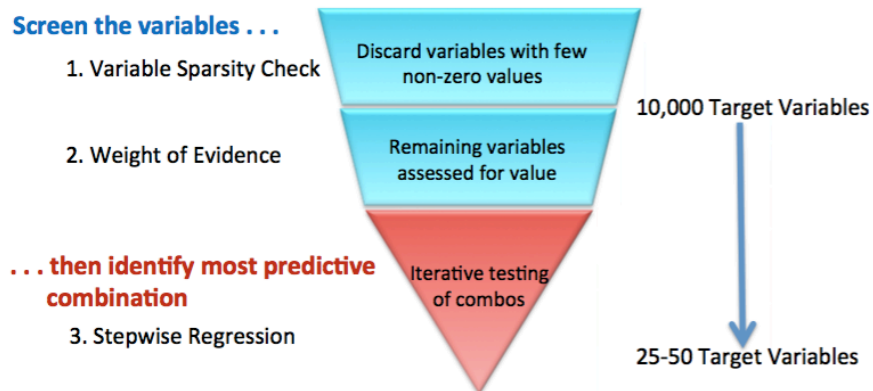 Screen the variables . . .
1. Variable Sparsity Check
Discard variables with few
non-zero values
10,000 Target Variables
2. Weight of Evidence
Remaining variables
assessed for value
. . . then identify most predictive
combination
Iterative testing
of combos
3. Stepwise Regression
25-50 Target Variables